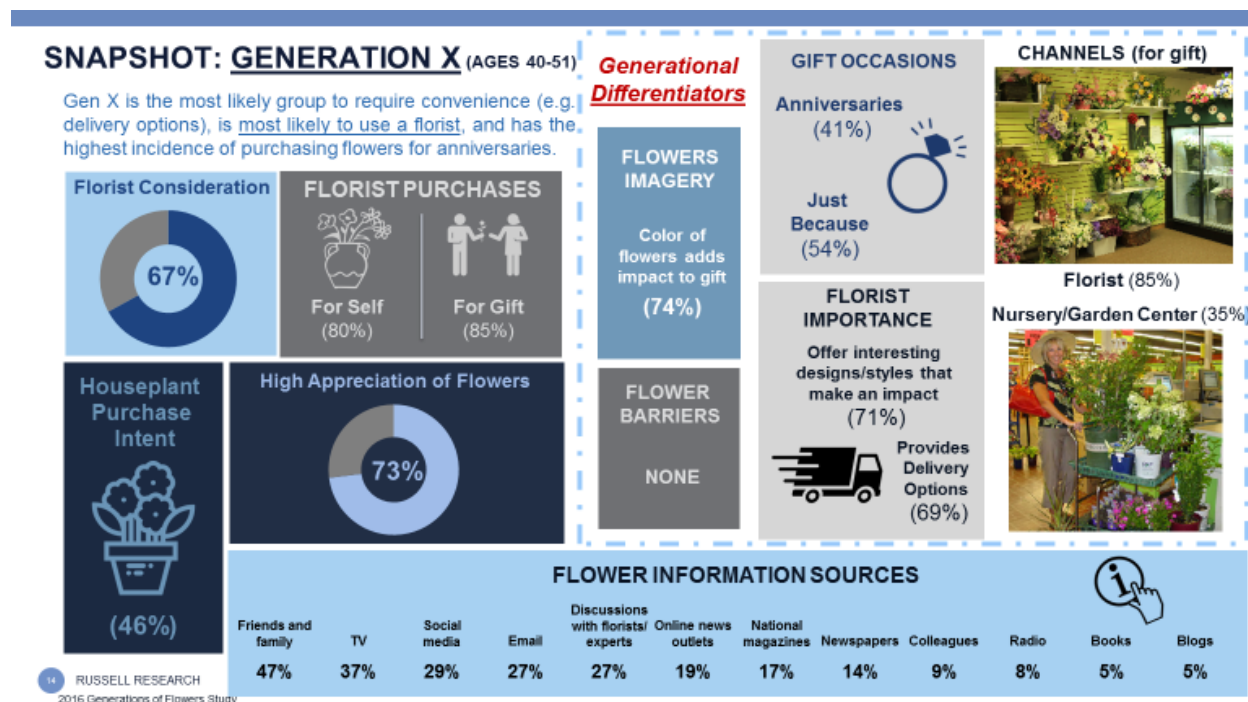 SNAPSHOT: GENERATION X (AGES 40-51)
Gen X is the most likely group to require convenience (e.g.
delivery options), is most likely to use a florist, and has the
highest incidence of purchasing flowers for anniversaries.
Florist Consideration
67%
FLORIST PURCHASES
For Self
(80%)
For Gift
(85%)
Houseplant
Purchase
Intent
(46%)
High Appreciation of Flowers
73%
Generational
Differentiators
FLOWERS
IMAGERY
Color of
flowers adds
impact to gift
(74%)
FLOWER
BARRIERS
NONE
GIFT OCCASIONS
Anniversaries
(41%)
Just
Because
(54%)
FLORIST
IMPORTANCE
Offer interesting
designs/styles that
make an impact
(71%)
Provides
Delivery
Options
(69%)
CHANNELS (for gift)
Florist (85%)
Nursery/Garden Center (35%
FLOWER INFORMATION SOURCES
Friends and
family
47%
TV
37%
Social
media
29%
Email
27%
Discussions
with florists/
experts
27%
Online news
outlets
19%
National
magazines
17%
Newspapers
14%
Colleagues
9%
Radio
8%
Books
5%
Blogs
5%
14
RUSSELL RESEARCH
2016 Generations of Flowers Study